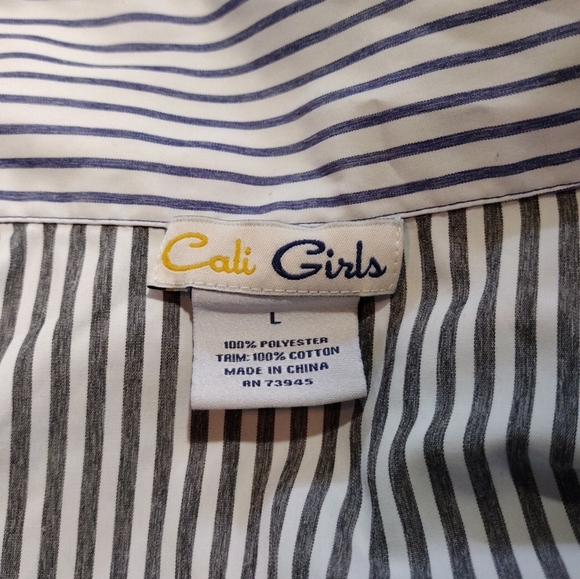 Cali Girls
L
100% POLYESTER
TRIM: 100% COTTON
MADE IN CHINA
RN 73945